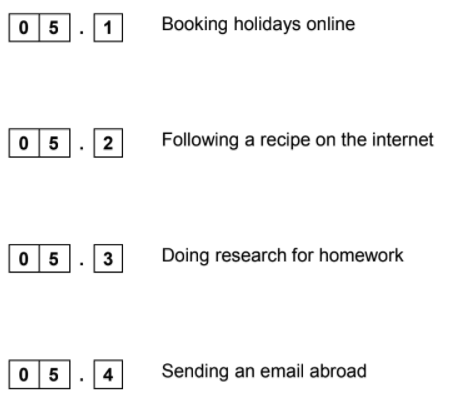 0 5 . 1 Booking holidays online
0 5 . 2 Following a recipe on the internet
0 5 . 3 Doing research for homework
0 5 . 4 Sending an email abroad